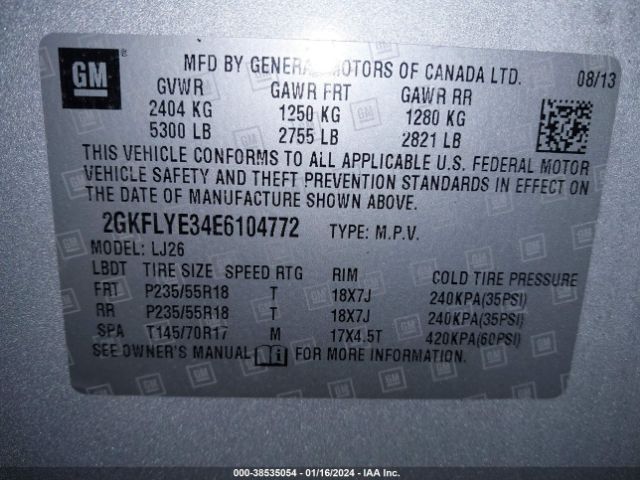 GM
MFD BY GENERAL MOTORS OF CANADA LTD. 08/13
GVWR GAWR FRT GAWR RR
2404 KG 1250 KG 1280 KG
5300 LB 2755 LB 2821 LB
THIS VEHICLE CONFORMS TO ALL APPLICABLE U.S. FEDERAL MOTOR
VEHICLE SAFETY AND THEFT PREVENTION STANDARDS IN EFFECT ON
THE DATE OF MANUFACTURE SHOWN ABOVE.
2GKFLYE34E6104772 TYPE: M.P.V.
MODEL: LJ26
LBDT TIRE SIZE SPEED RTG RIM COLD TIRE PRESSURE
FRT P235/55R18 T 18X7J 240KPA(35PSI)
RR P235/55R18 T 18X7J 240KPA(35PSI)
SPA T145/70R17 M 17X4.5T 420KPA(60PSI)
SEE OWNER'S MANUAL i FOR MORE INFORMATION.
000-38535054 - 01/16/2024 - IAA Inc.